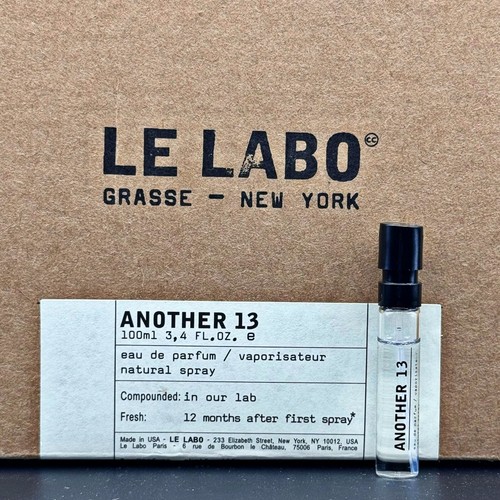 LE LABO
GRASSE — NEW YORK
ANOTHER 13
100ml 3,4 FL.OZ. e
eau de parfum / vaporisateur
natural spray
Compounded: in our lab
Fresh: 12 months after first spray*
Made in USA - LE LABO - 233 Elizabeth Street, New York, NY 10012, USA
Le Labo Paris - 6 rue de Bourbon le Château, 75006 Paris, France
ANOTHER 13